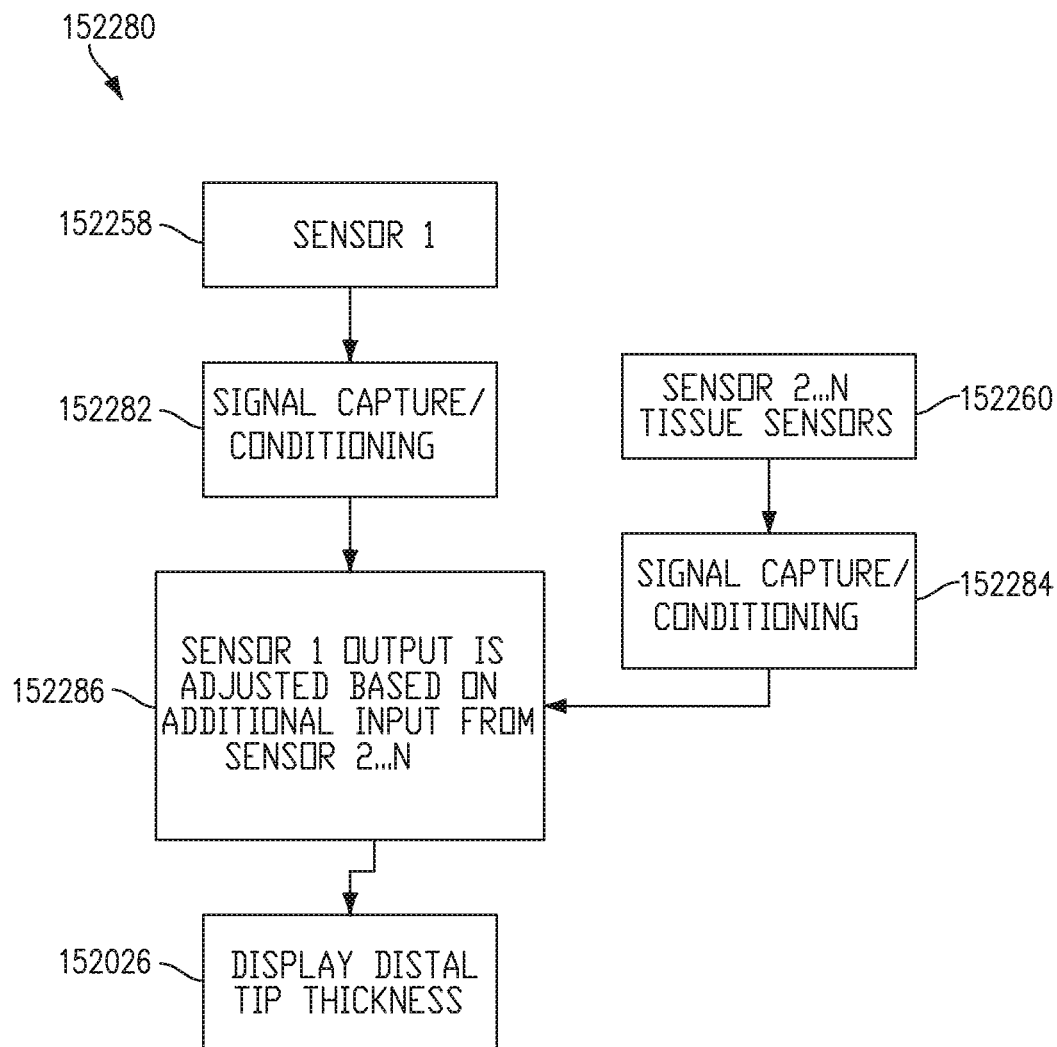 152280
152258
SENSOR 1
152282
SIGNAL CAPTURE/
CONDITIONING
SENSOR 2...N
TISSUE SENSORS
152260
SIGNAL CAPTURE/
CONDITIONING
152284
152286
SENSOR 1 OUTPUT IS
ADJUSTED BASED ON
ADDITIONAL INPUT FROM
SENSOR 2...N
152026
DISPLAY DISTAL
TIP THICKNESS